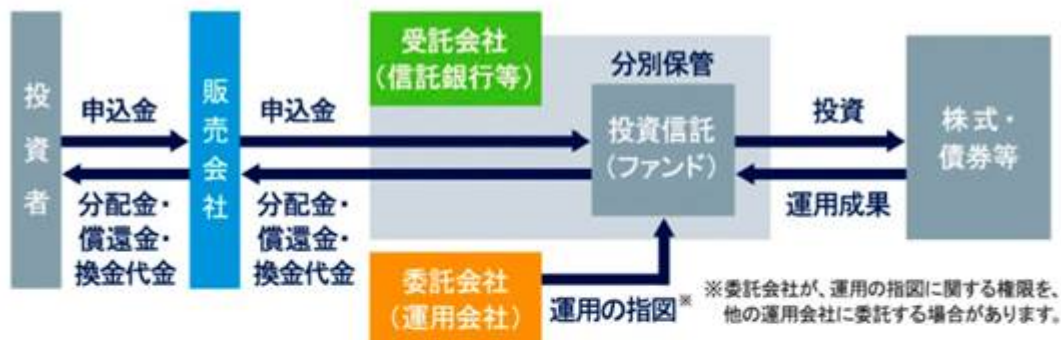 投資者
申込金
分配金・
償還金・
換金代金
販売会社
申込金
分配金・
償還金・
換金代金
受託会社
(信託銀行等)
分別保管
投資信託
(ファンド)
委託会社
(運用会社)
運用の指図※
投資
運用成果
株式・
債券等
※委託会社が、運用の指図に関する権限を、
他の運用会社に委託する場合があります。